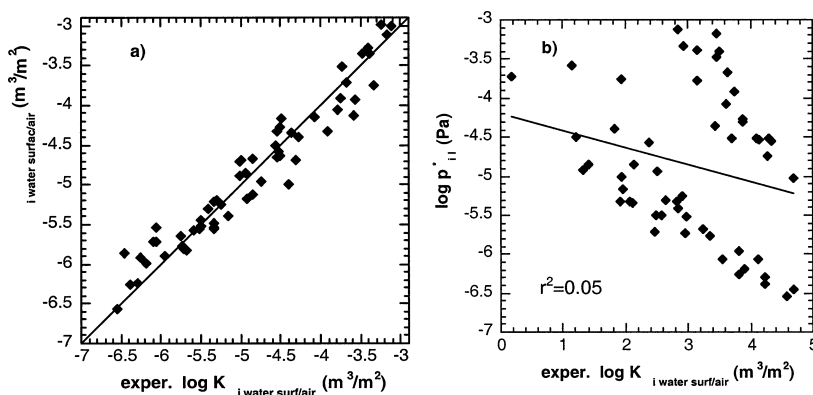 a)
-3
-3.5
-4
-4.5
-5
-5.5
-6
-6.5
-7
i water surfac/air (m³/m²)
-7 -6.5 -6 -5.5 -5 -4.5 -4 -3.5 -3
exper. log K i water surf/air (m³/m²)
b)
-3
-3.5
-4
-4.5
-5
-5.5
-6
-6.5
-7
log p*i l (Pa)
r²=0.05
0 1 2 3 4 5
exper. log K i water surf/air (m³/m²)